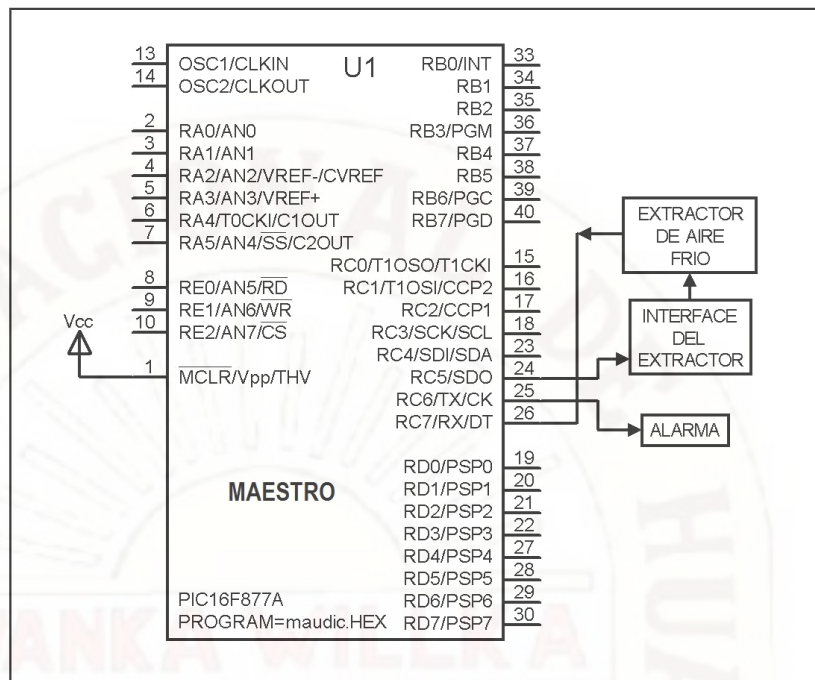 U1
13 OSC1/CLKIN
14 OSC2/CLKOUT
2 RA0/AN0
3 RA1/AN1
4 RA2/AN2/VREF-/CVREF
5 RA3/AN3/VREF+
6 RA4/T0CKI/C1OUT
7 RA5/AN4/SS/C2OUT
8 RE0/AN5/RD
9 RE1/AN6/WR
10 RE2/AN7/CS
Vcc
1 MCLR/Vpp/THV
RB0/INT 33
RB1 34
RB2 35
RB3/PGM 36
RB4 37
RB5 38
RB6/PGC 39
RB7/PGD 40
RC0/T1OSO/T1CKI 15
RC1/T1OSI/CCP2 16
RC2/CCP1 17
RC3/SCK/SCL 18
RC4/SDI/SDA 23
RC5/SDO 24
RC6/TX/CK 25
RC7/RX/DT 26
RD0/PSP0 19
RD1/PSP1 20
RD2/PSP2 21
RD3/PSP3 22
RD4/PSP4 27
RD5/PSP5 28
RD6/PSP6 29
RD7/PSP7 30
MAESTRO
PIC16F877A
PROGRAM=maudic.HEX
EXTRACTOR
DE AIRE
FRIO
INTERFACE
DEL
EXTRACTOR
ALARMA
WILLKA